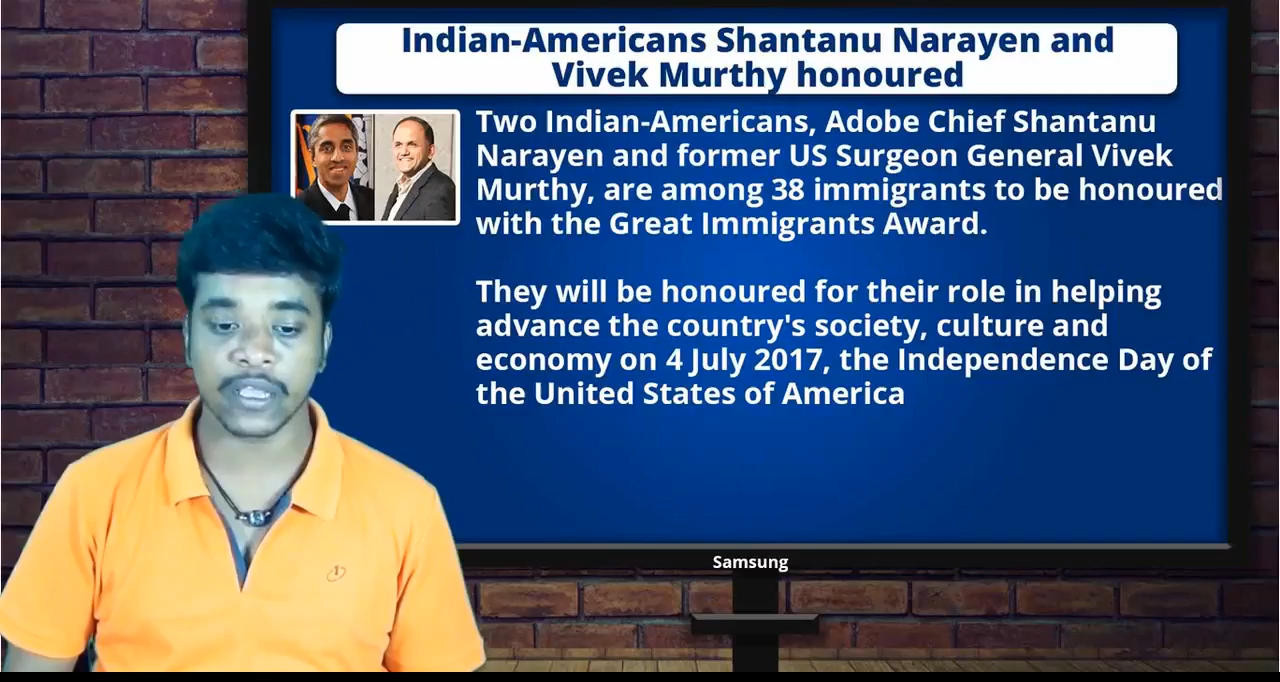 Indian-Americans Shantanu Narayen and
Vivek Murthy honoured
Two Indian-Americans, Adobe Chief Shantanu
Narayen and former US Surgeon General Vivek
Murthy, are among 38 immigrants to be honoured
with the Great Immigrants Award.
They will be honoured for their role in helping
advance the country's society, culture and
economy on 4 July 2017, the Independence Day of
the United States of America
Samsung